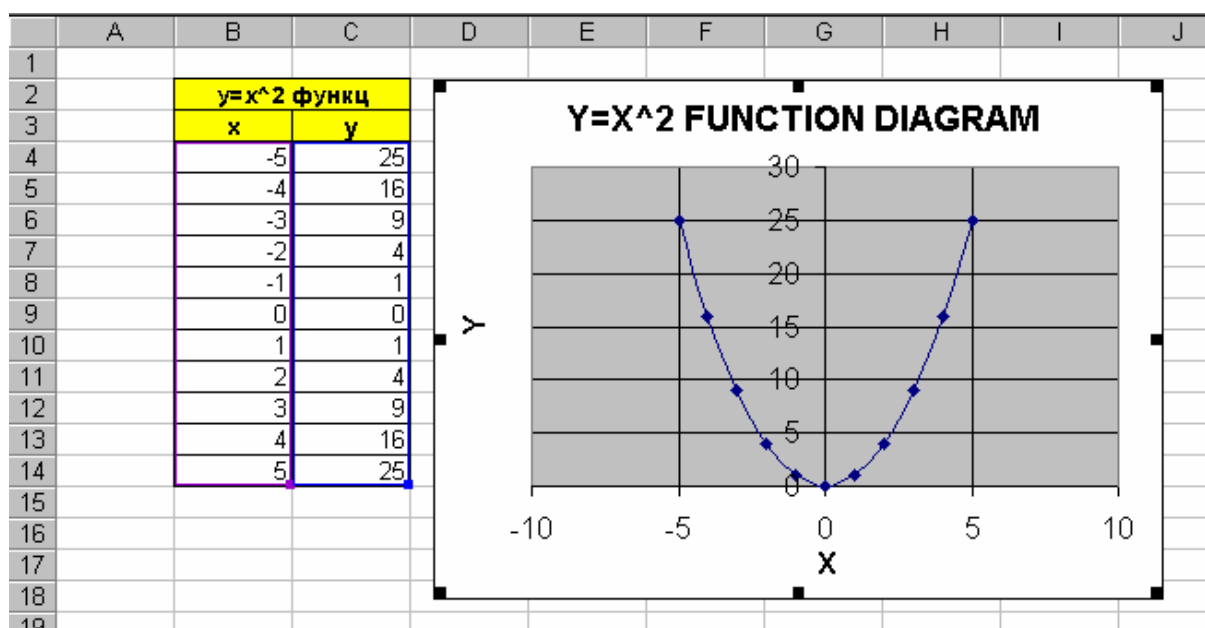 A B C D E F G H I J
1
2 y=x^2 функц
3 x y
4 -5 25
5 -4 16
6 -3 9
7 -2 4
8 -1 1
9 0 0
10 1 1
11 2 4
12 3 9
13 4 16
14 5 25
15
16
17
18
19
Y=X^2 FUNCTION DIAGRAM
30
25
20
15
10
5
0
Y
-10 -5 0 5 10
X